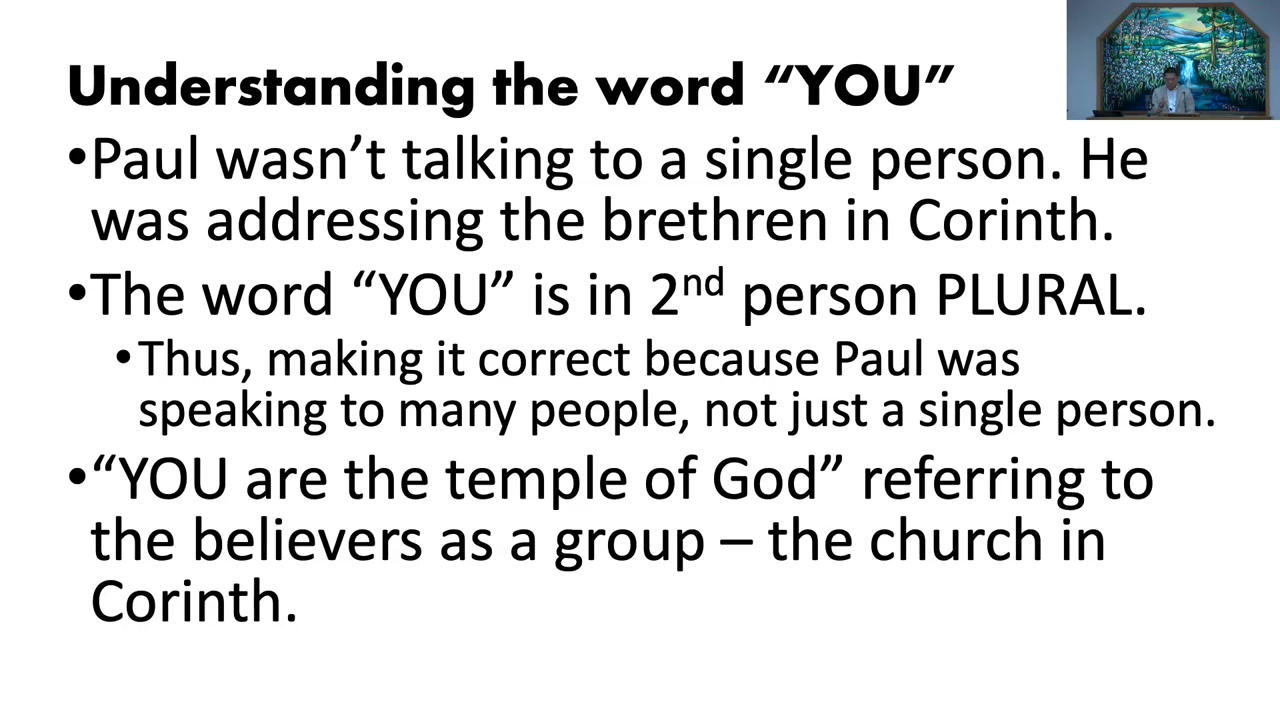 Understanding the word “YOU”
•Paul wasn’t talking to a single person. He
was addressing the brethren in Corinth.
•The word “YOU” is in 2nd person PLURAL.
•Thus, making it correct because Paul was
speaking to many people, not just a single person.
•“YOU are the temple of God” referring to
the believers as a group – the church in
Corinth.